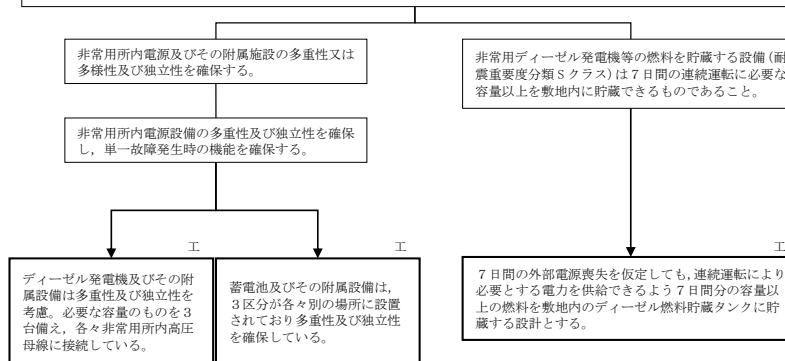 非常用所内電源及びその附属施設の多重性又は
多様性及び独立性を確保する。
非常用ディーゼル発電機等の燃料を貯蔵する設備(耐
震重要度分類Sクラス)は7日間の連続運転に必要な
容量以上を敷地内に貯蔵できるものであること。
非常用所内電源設備の多重性及び独立性を確保
し，単一故障発生時の機能を確保する。
工
工
工
ディーゼル発電機及びその附
属設備は多重性及び独立性を
考慮。必要な容量のものを3
台備え，各々非常用所内高圧
母線に接続している。
蓄電池及びその附属設備は，
3区分が各々別の場所に設置
されており多重性及び独立性
を確保している。
7日間の外部電源喪失を仮定しても，連続運転により
必要とする電力を供給できるよう7日間分の容量以
上の燃料を敷地内のディーゼル燃料貯蔵タンクに貯
蔵する設計とする。